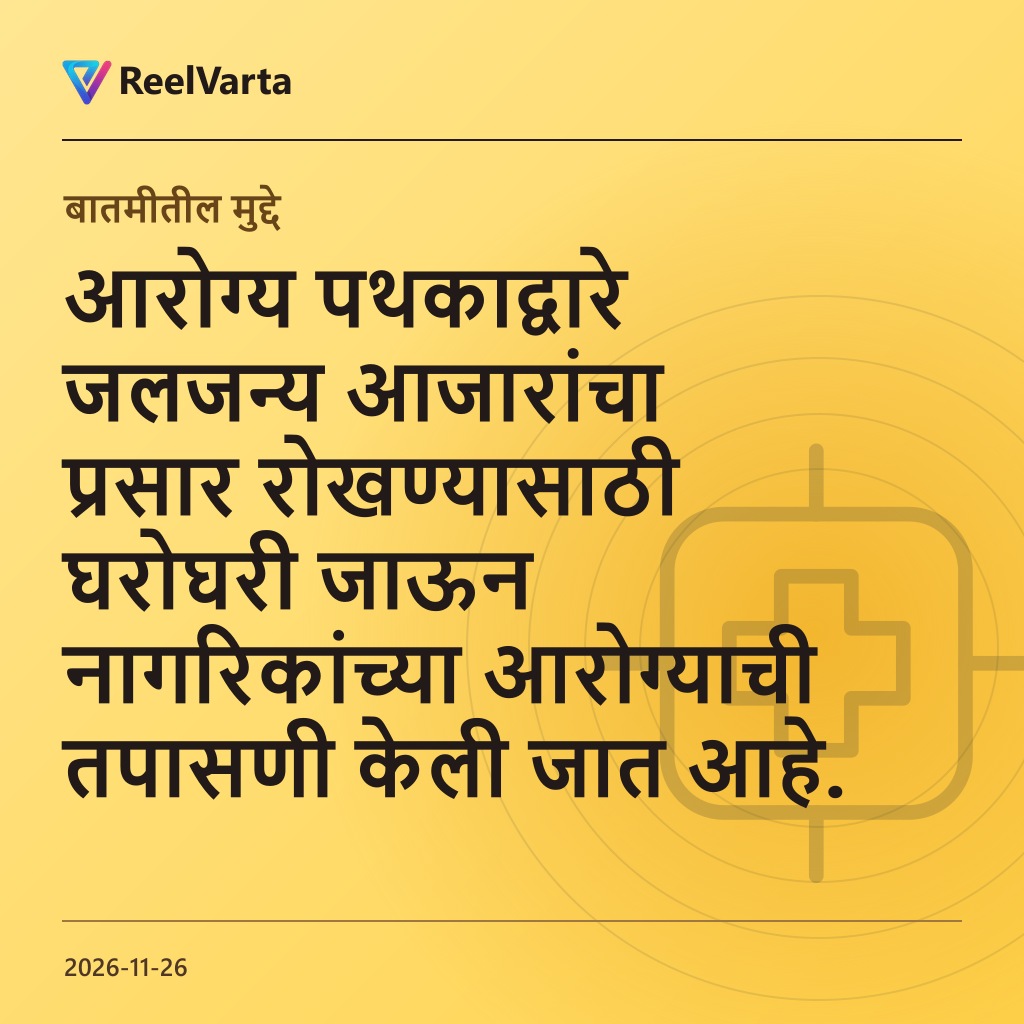 ReelVarta
बातमीतील मुद्दे
आरोग्य पथकाद्वारे
जलजन्य आजारांचा
प्रसार रोखण्यासाठी
घरोघरी जाऊन
नागरिकांच्या आरोग्याची
तपासणी केली जात आहे.
2026-11-26